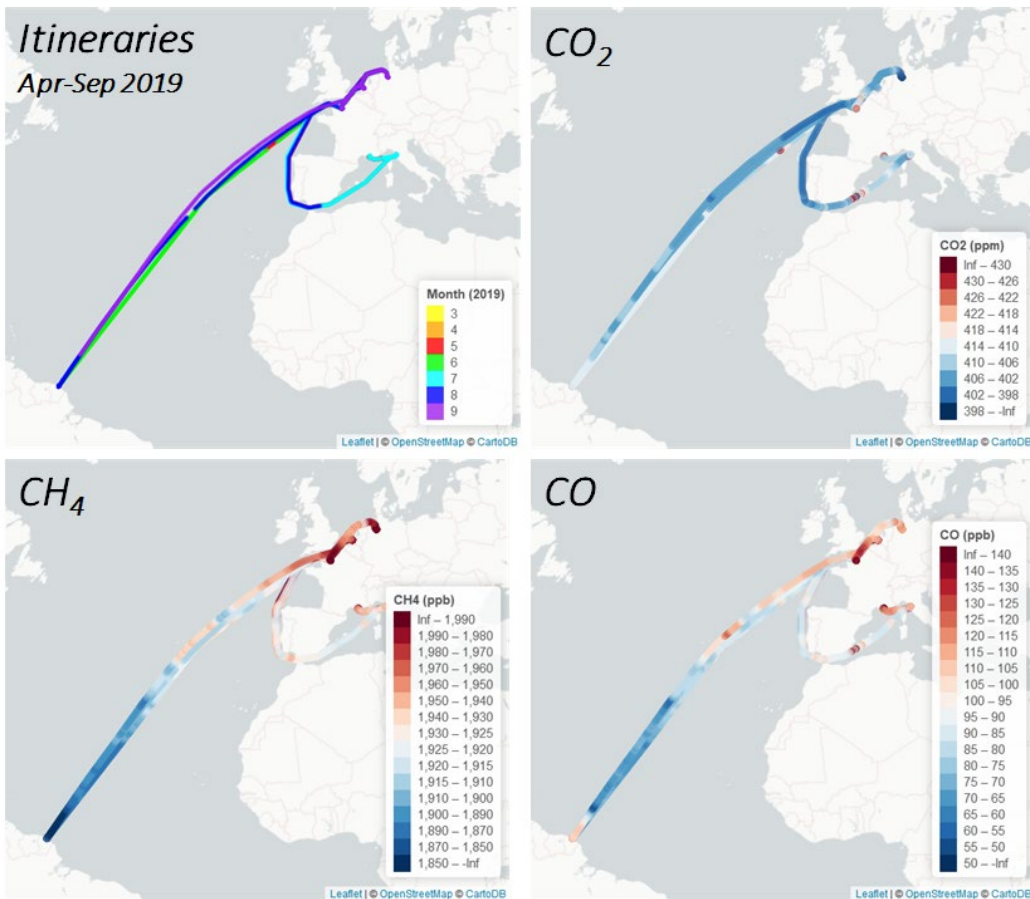 Itineraries
Apr-Sep 2019
Month (2019)
3
4
5
6
7
8
9
Leaflet | © OpenStreetMap © CartoDB
CO2
CO2 (ppm)
Inf – 430
430 – 426
426 – 422
422 – 418
418 – 414
414 – 410
410 – 406
406 – 402
402 – 398
398 – -Inf
Leaflet | © OpenStreetMap © CartoDB
CH4
CH4 (ppb)
Inf – 1,990
1,990 – 1,980
1,980 – 1,970
1,970 – 1,960
1,960 – 1,950
1,950 – 1,940
1,940 – 1,930
1,930 – 1,925
1,925 – 1,920
1,920 – 1,915
1,915 – 1,910
1,910 – 1,900
1,900 – 1,890
1,890 – 1,870
1,870 – 1,850
1,850 – -Inf
Leaflet | © OpenStreetMap © CartoDB
CO
CO (ppb)
Inf – 140
140 – 135
135 – 130
130 – 125
125 – 120
120 – 115
115 – 110
110 – 105
105 – 100
100 – 95
95 – 90
90 – 85
85 – 80
80 – 75
75 – 70
70 – 65
65 – 60
60 – 55
55 – 50
50 – -Inf
Leaflet | © OpenStreetMap © CartoDB